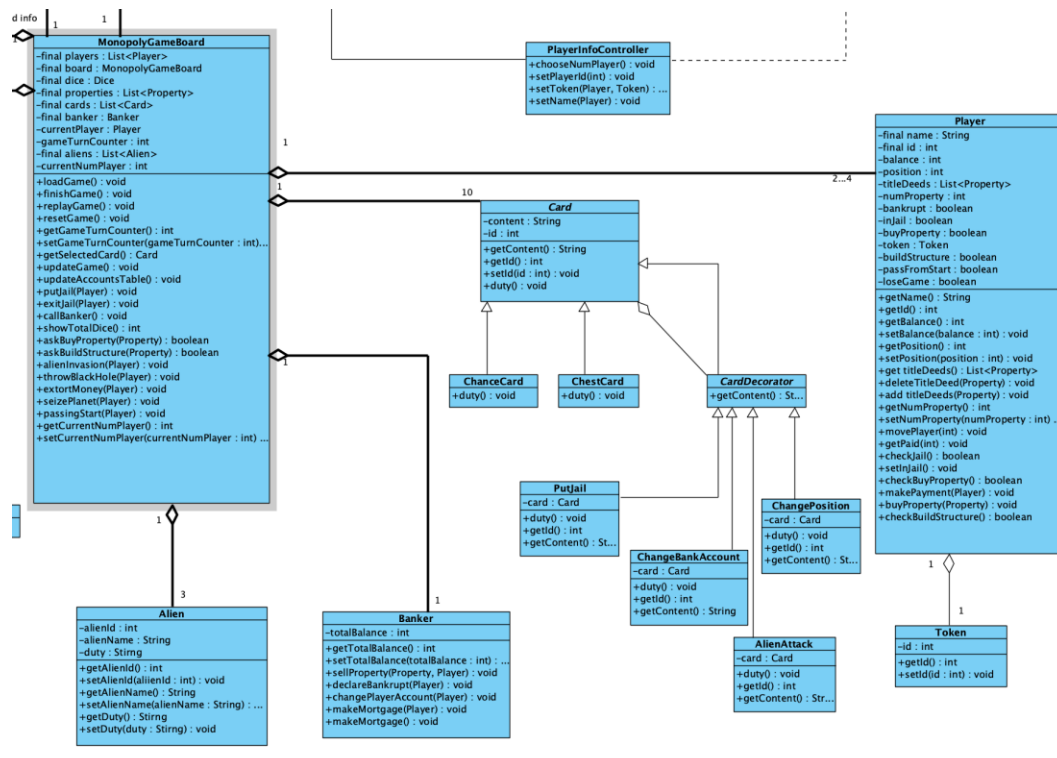 d info
1
1
1
MonopolyGameBoard
-final players : List<Player>
-final board : MonopolyGameBoard
-final dice : Dice
-final properties : List<Property>
-final cards : List<Card>
-final banker : Banker
-currentPlayer : Player
-gameTurnCounter : int
-final aliens : List<Alien>
-currentNumPlayer : int
+loadGame() : void
+finishGame() : void
+replayGame() : void
+resetGame() : void
+getGameTurnCounter() : int
+setGameTurnCounter(gameTurnCounter : int)...
+getSelectedCard() : Card
+updateGame() : void
+updateAccountsTable() : void
+putJail(Player) : void
+exitJail(Player) : void
+callBanker() : void
+showTotalDice() : int
+askBuyProperty(Property) : boolean
+askBuildStructure(Property) : boolean
+alienInvasion(Player) : void
+throwBlackHole(Player) : void
+extortMoney(Player) : void
+seizePlanet(Player) : void
+passingStart(Player) : void
+getCurrentNumPlayer() : int
+setCurrentNumPlayer(currentNumPlayer : int) ...
PlayerInfoController
+chooseNumPlayer() : void
+setPlayerId(int) : void
+setToken(Player, Token) : ...
+setName(Player) : void
1
2...4
1
10
1
1
1
3
Player
-final name : String
-final id : int
-balance : int
-position : int
-titleDeeds : List<Property>
-numProperty : int
-bankrupt : boolean
-inJail : boolean
-buyProperty : boolean
-token : Token
-buildStructure : boolean
-passFromStart : boolean
-loseGame : boolean
+getName() : String
+getId() : int
+getBalance() : int
+setBalance(balance : int) : void
+getPosition() : int
+setPosition(position : int) : void
+get titleDeeds() : List<Property>
+deleteTitleDeed(Property) : void
+add titleDeeds(Property) : void
+getNumProperty() : int
+setNumProperty(numProperty : int) ...
+movePlayer(int) : void
+getPaid(int) : void
+checkJail() : boolean
+setInJail() : void
+checkBuyProperty() : boolean
+makePayment(Player) : void
+buyProperty(Property) : void
+checkBuildStructure() : boolean
Card
-content : String
-id : int
+getContent() : String
+getId() : int
+setId(id : int) : void
+duty() : void
ChanceCard
+duty() : void
ChestCard
+duty() : void
CardDecorator
+getContent() : St...
PutJail
-card : Card
+duty() : void
+getId() : int
+getContent() : St...
ChangePosition
-card : Card
+duty() : void
+getId() : int
+getContent() : St...
ChangeBankAccount
-card : Card
+duty() : void
+getId() : int
+getContent() : String
AlienAttack
-card : Card
+duty() : void
+getId() : int
+getContent() : Str...
1
1
Token
-id : int
+getId() : int
+setId(id : int) : void
Alien
-alienId : int
-alienName : String
-duty : Stirng
+getAlienId() : int
+setAlienId(aliienId : int) : void
+getAlienName() : String
+setAlienName(alienName : String) : ...
+getDuty() : Stirng
+setDuty(duty : Stirng) : void
Banker
-totalBalance : int
+getTotalBalance() : int
+setTotalBalance(totalBalance : int) : ...
+sellProperty(Property, Player) : void
+declareBankrupt(Player) : void
+changePlayerAccount(Player) : void
+makeMortgage(Player) : void
+makeMortgage() : void